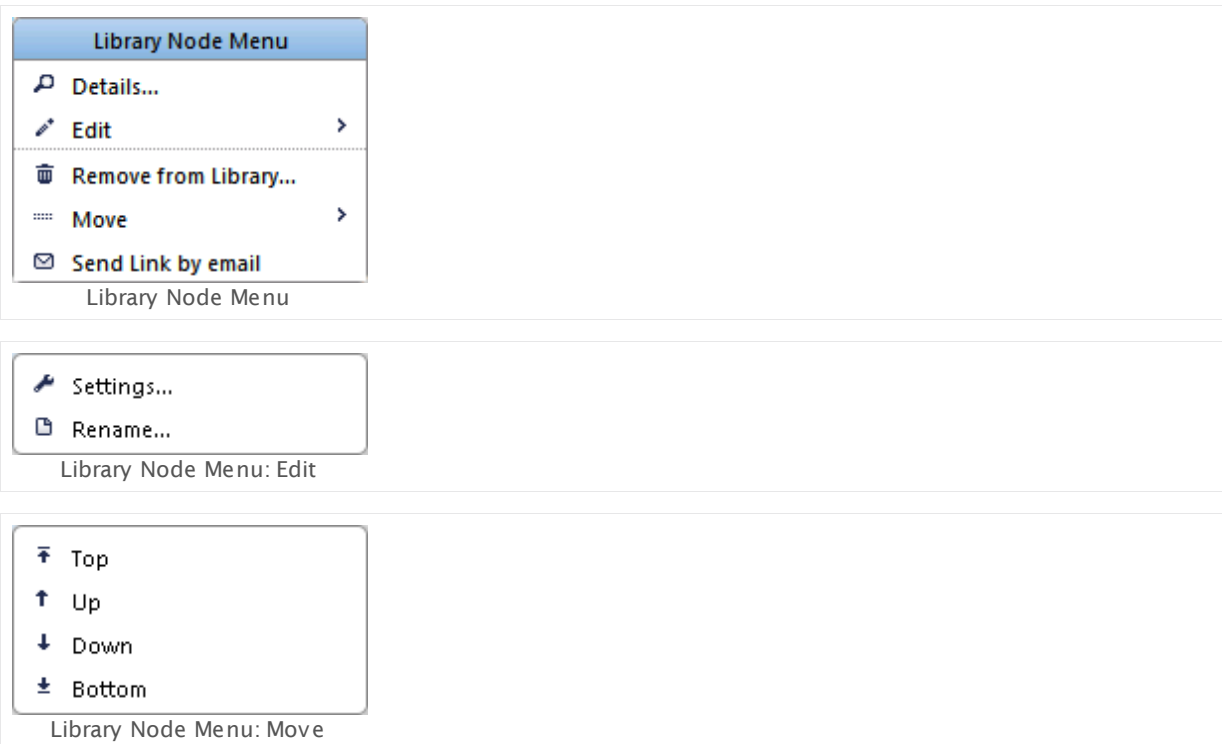 Library Node Menu
Details...
Edit
Remove from Library...
Move
Send Link by email
Library Node Menu
Settings...
Rename...
Library Node Menu: Edit
Top
Up
Down
Bottom
Library Node Menu: Move